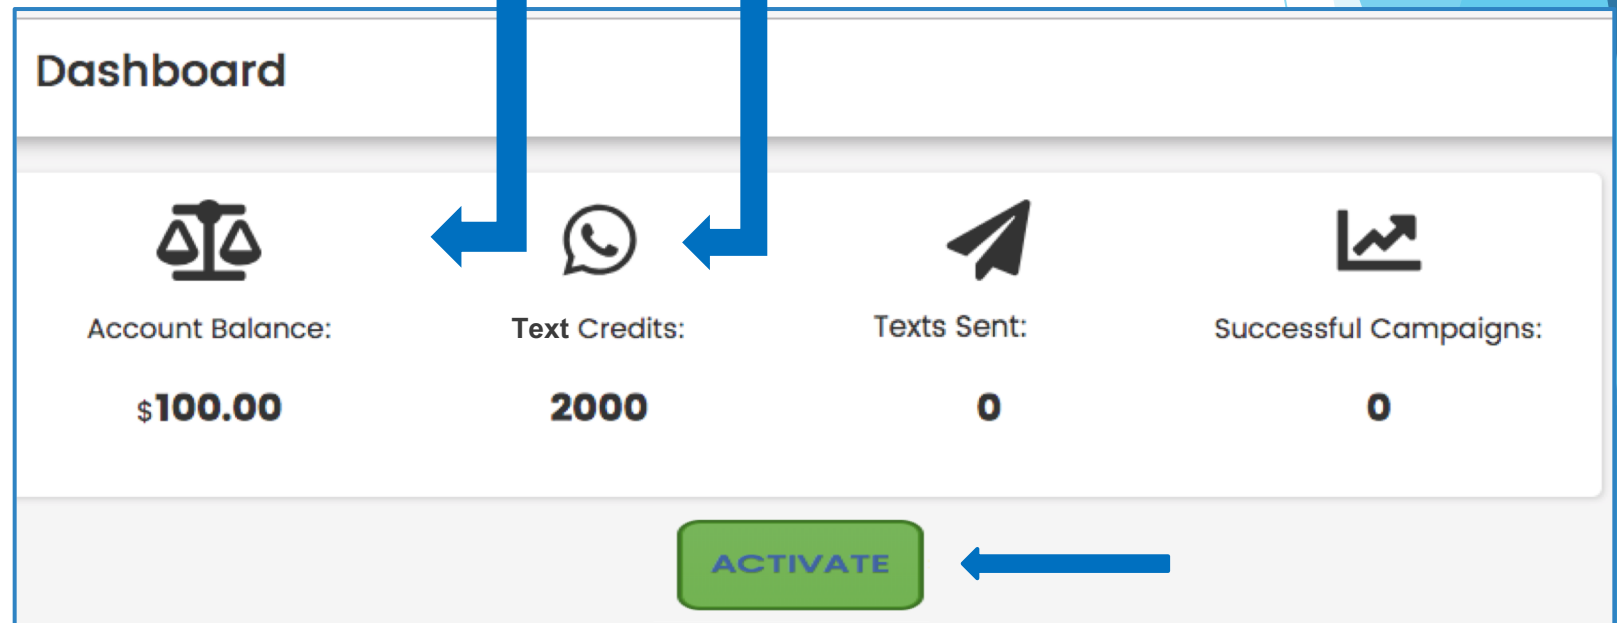 Dashboard
Account Balance:
Text Credits:
Texts Sent:
Successful Campaigns:
$100.00
2000
0
0
ACTIVATE